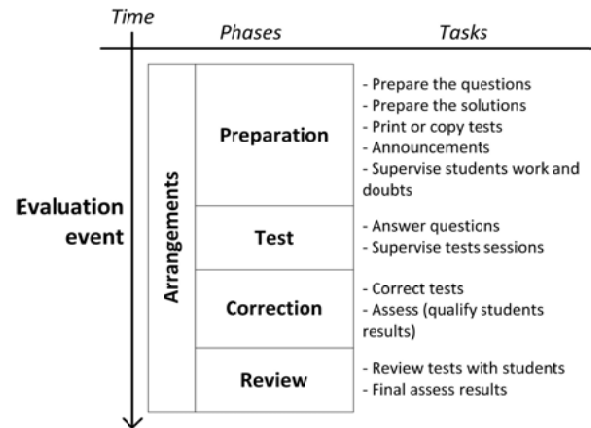 Time
Phases
Tasks
Evaluation
event
Arrangements
Preparation
- Prepare the questions
- Prepare the solutions
- Print or copy tests
- Announcements
- Supervise students work and
doubts
Test
- Answer questions
- Supervise tests sessions
Correction
- Correct tests
- Assess (qualify students
results)
Review
- Review tests with students
- Final assess results